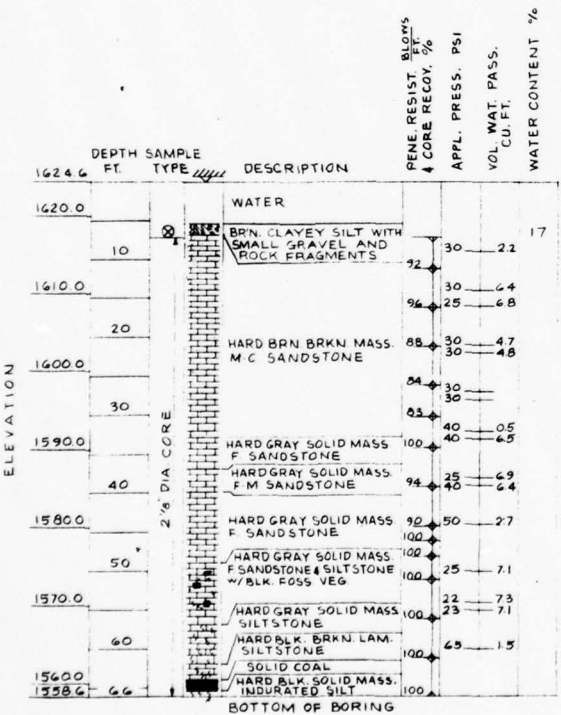 BLOWS
FT.
PENE. RESIST.
& CORE RECOV. %
APPL. PRESS. PSI
VOL. WAT. PASS.
CU. FT.
WATER CONTENT %
DEPTH SAMPLE
FT. TYPE DESCRIPTION
1624.6
WATER
1620.0
BR'N. CLAYEY SILT WITH 17
SMALL GRAVEL AND
ROCK FRAGMENTS
10 30 2.2
92
1610.0 30 6.4
96 25 6.8
20
HARD BRN. BRKN. MASS. 88 30 4.7
30 4.8
M-C SANDSTONE
1600.0
84 30
30
30 83
40 0.5
1590.0 HARD GRAY SOLID MASS. 100 40 6.5
F. SANDSTONE
HARD GRAY SOLID MASS. 25 6.9
40 F-M SANDSTONE 94 40 6.4
1580.0 HARD GRAY SOLID MASS. 90 50 2.7
F. SANDSTONE 100
100
50 HARD GRAY SOLID MASS.
F. SANDSTONE & SILTSTONE 25 7.1
W/BLK. FOSS VEG. 100
1570.0 22 7.3
HARD GRAY SOLID MASS. 100 23 7.1
SILTSTONE
60 HARD BLK. BRKN. LAM. 65 1.5
SILTSTONE 100
1560.0 SOLID COAL
1558.6 66 HARD BLK. SOLID MASS. 100
INDURATED SILT
BOTTOM OF BORING
ELEVATION
2 1/8" DIA CORE